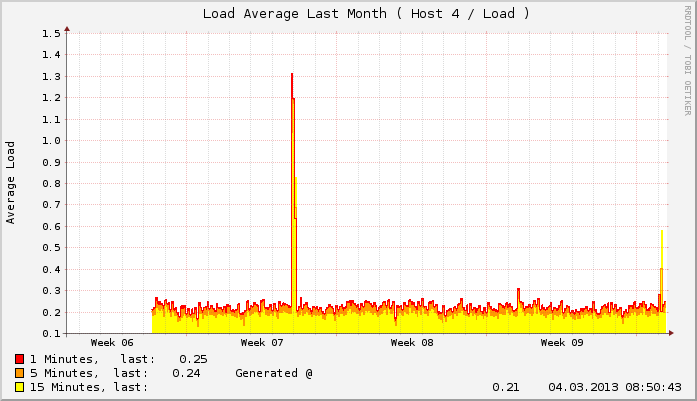 Load Average Last Month ( Host 4 / Load )
RRDTOOL / TOBI OETIKER
Average Load
1.5
1.4
1.3
1.2
1.1
1.0
0.9
0.8
0.7
0.6
0.5
0.4
0.3
0.2
0.1
Week 06 Week 07 Week 08 Week 09
1 Minutes, last: 0.25
5 Minutes, last: 0.24 Generated @
15 Minutes, last: 0.21 04.03.2013 08:50:43